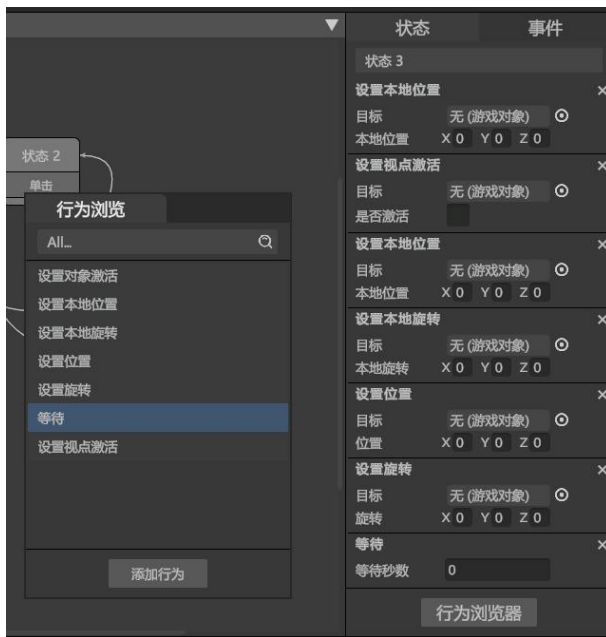 状态 2
单击
行为浏览
All...
设置对象激活
设置本地位置
设置本地旋转
设置位置
设置旋转
等待
设置视点激活
添加行为
状态 事件
状态 3
设置本地位置 ×
目标 无 (游戏对象)
本地位置 X 0 Y 0 Z 0
设置视点激活 ×
目标 无 (游戏对象)
是否激活
设置本地位置 ×
目标 无 (游戏对象)
本地位置 X 0 Y 0 Z 0
设置本地旋转 ×
目标 无 (游戏对象)
本地旋转 X 0 Y 0 Z 0
设置位置 ×
目标 无 (游戏对象)
位置 X 0 Y 0 Z 0
设置旋转 ×
目标 无 (游戏对象)
旋转 X 0 Y 0 Z 0
等待 ×
等待秒数 0
行为浏览器